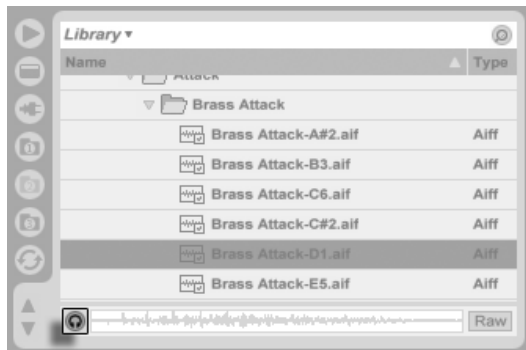 Library
Name Type
Attack
Brass Attack
Brass Attack-A#2.aif Aiff
Brass Attack-B3.aif Aiff
Brass Attack-C6.aif Aiff
Brass Attack-C#2.aif Aiff
Brass Attack-D1.aif Aiff
Brass Attack-E5.aif Aiff
Raw